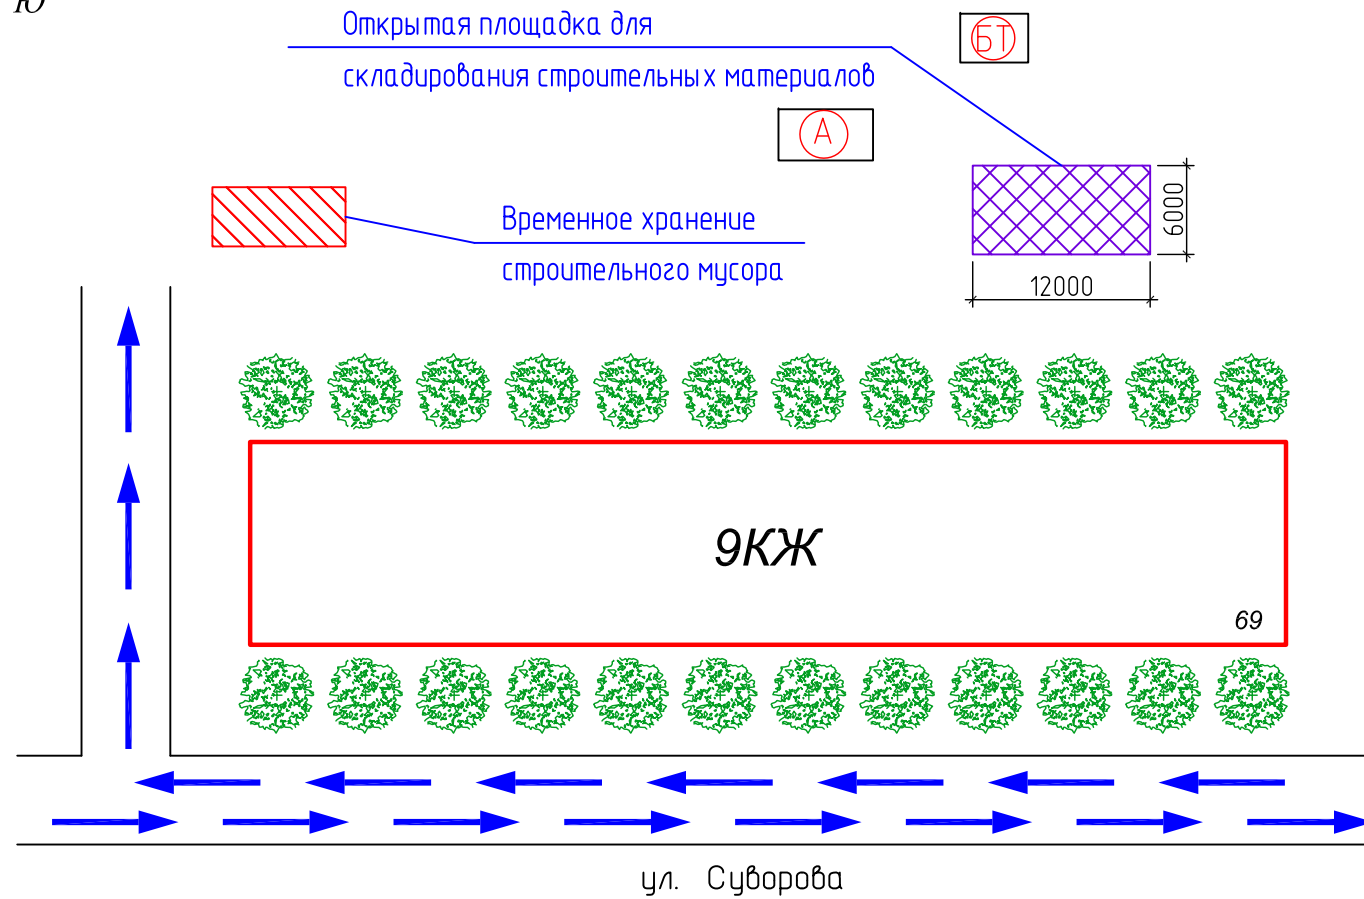 Ю
Открытая площадка для
складирования строительных материалов
БТ
А
Временное хранение
строительного мусора
6000
12000
9КЖ
69
ул. Суворова